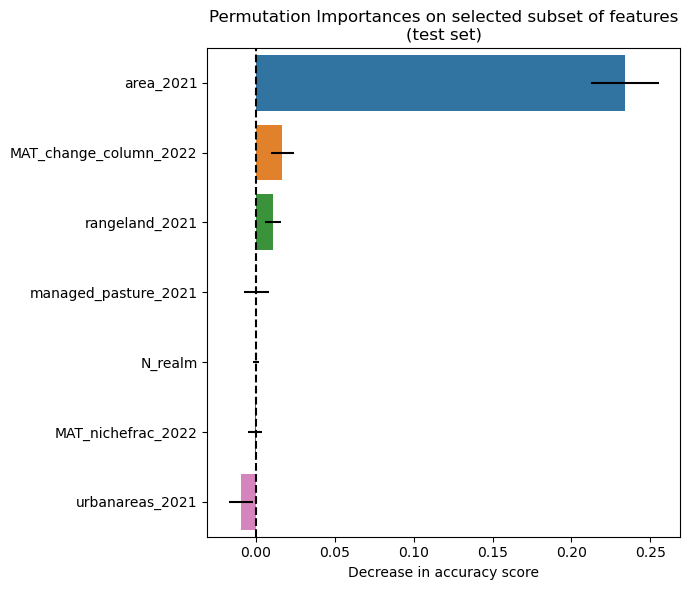 Permutation Importances on selected subset of features
(test set)
area_2021
MAT_change_column_2022
rangeland_2021
managed_pasture_2021
N_realm
MAT_nichefrac_2022
urbanareas_2021
0.00 0.05 0.10 0.15 0.20 0.25
Decrease in accuracy score